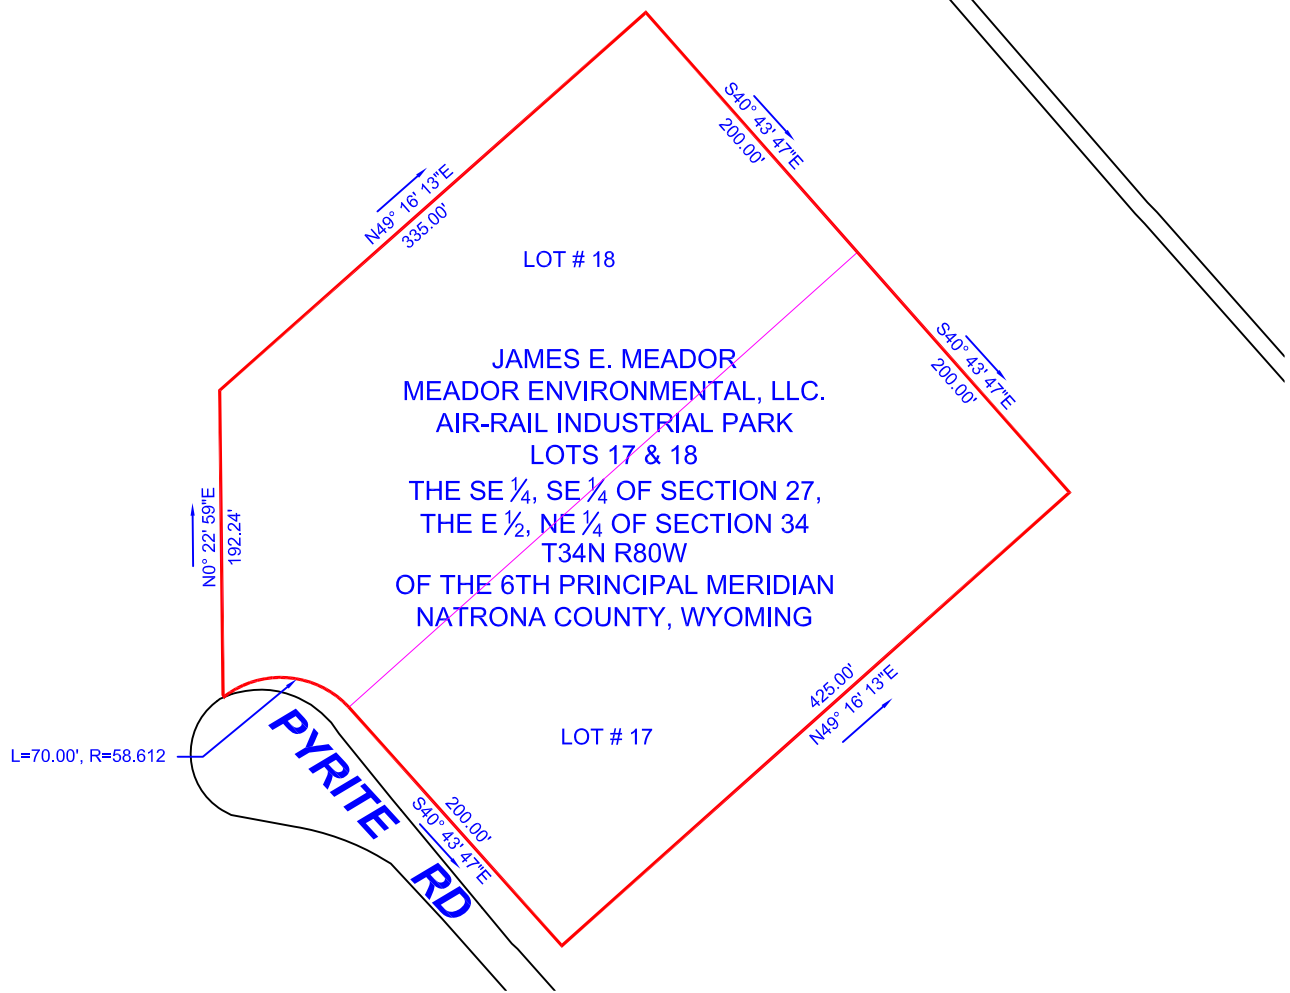 S40° 43' 47"E
200.00'
N49° 16' 13"E
335.00'
LOT # 18
S40° 43' 47"E
200.00'
JAMES E. MEADOR
MEADOR ENVIRONMENTAL, LLC.
AIR-RAIL INDUSTRIAL PARK
LOTS 17 & 18
THE SE ¼, SE ¼ OF SECTION 27,
THE E ½, NE ¼ OF SECTION 34
T34N R80W
OF THE 6TH PRINCIPAL MERIDIAN
NATRONA COUNTY, WYOMING
N0° 22' 59"E
192.24'
425.00'
N49° 16' 13"E
LOT # 17
L=70.00', R=58.612
PYRITE RD
200.00'
S40° 43' 47"E